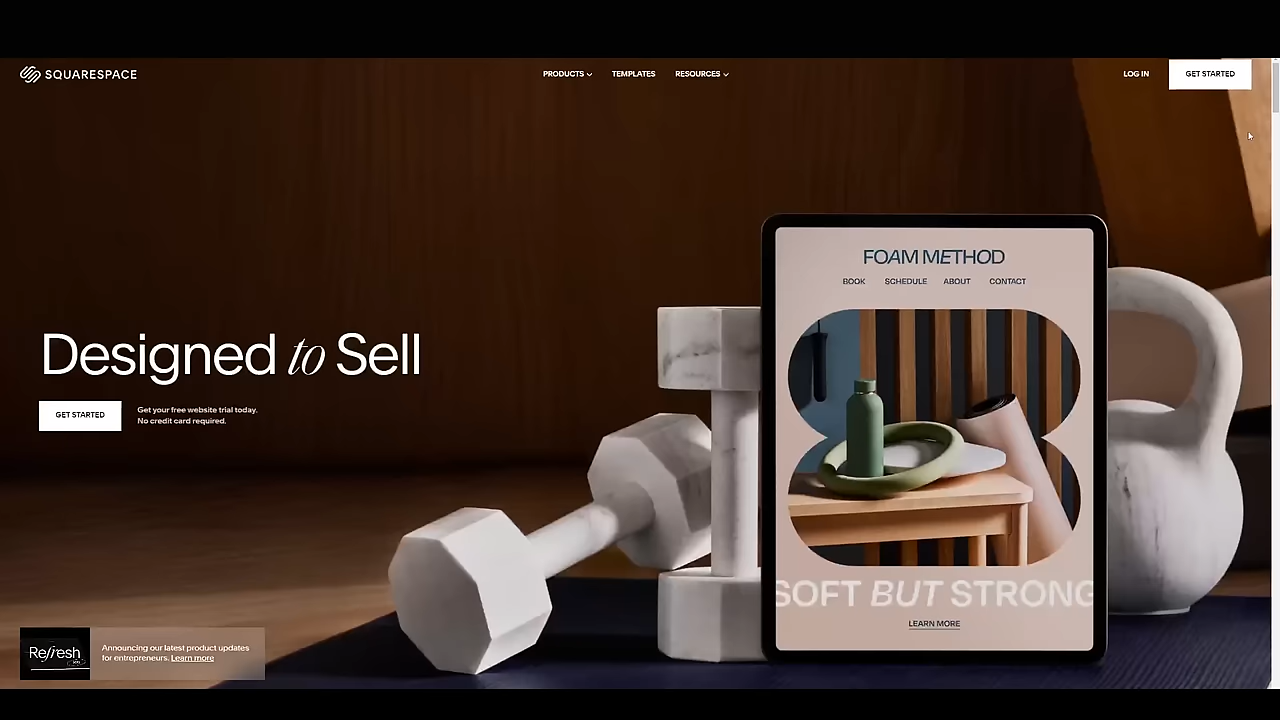 SQUARESPACE
PRODUCTS
TEMPLATES
RESOURCES
LOG IN
GET STARTED
FOAM METHOD
BOOK
SCHEDULE
ABOUT
CONTACT
Designed to Sell
GET STARTED
Get your free website trial today.
No credit card required.
SOFT BUT STRONG
LEARN MORE
Refresh
Announcing our latest product updates
for entrepreneurs. Learn more